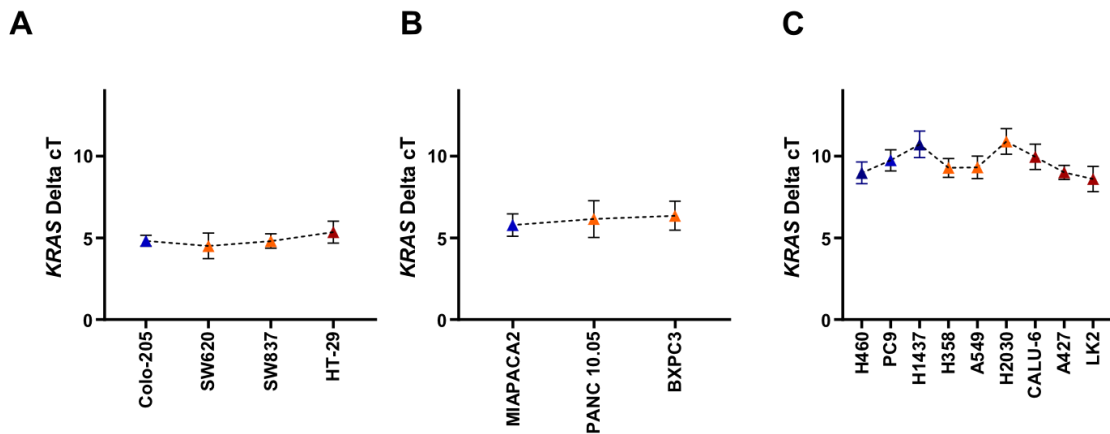 A
B
C
KRAS Delta cT
10
5
0
Colo-205
SW620
SW837
HT-29
KRAS Delta cT
10
5
0
MIAPACA2
PANC 10.05
BXPC3
KRAS Delta cT
10
5
0
H460
PC9
H1437
H358
A549
H2030
CALU-6
A427
LK2